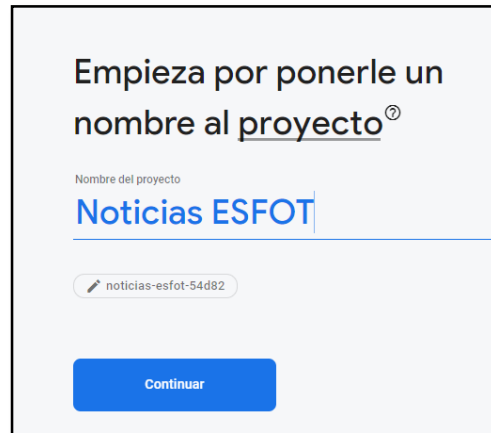 Empieza por ponerle un
nombre al proyecto?
Nombre del proyecto
Noticias ESFOT
noticias-esfot-54d82
Continuar